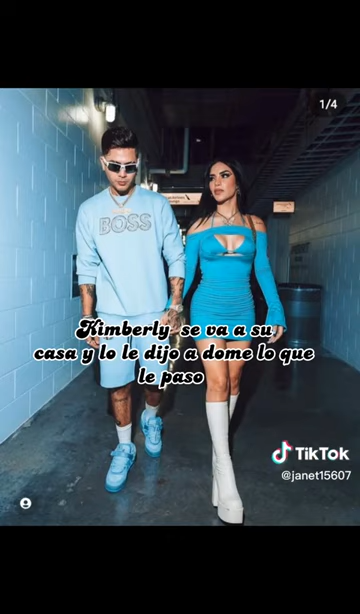 1/4
BOSS
Kimberly se va a su
casa y lo le dijo a dome lo que
le paso
TikTok
@janet15607